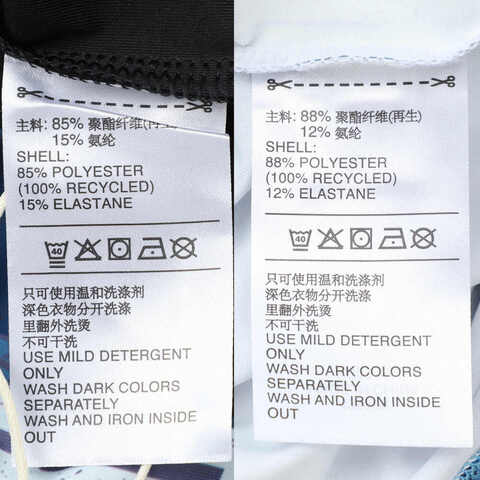 主料: 85% 聚酯纤维(再生)
15% 氨纶
SHELL:
85% POLYESTER
(100% RECYCLED)
15% ELASTANE
40
只可使用温和洗涤剂
深色衣物分开洗涤
里翻外洗烫
不可干洗
USE MILD DETERGENT
ONLY
WASH DARK COLORS
SEPARATELY
WASH AND IRON INSIDE
OUT
主料: 88% 聚酯纤维(再生)
12% 氨纶
SHELL:
88% POLYESTER
(100% RECYCLED)
12% ELASTANE
40
只可使用温和洗涤剂
深色衣物分开洗涤
里翻外洗烫
不可干洗
USE MILD DETERGENT
ONLY
WASH DARK COLORS
SEPARATELY
WASH AND IRON INSIDE
OUT